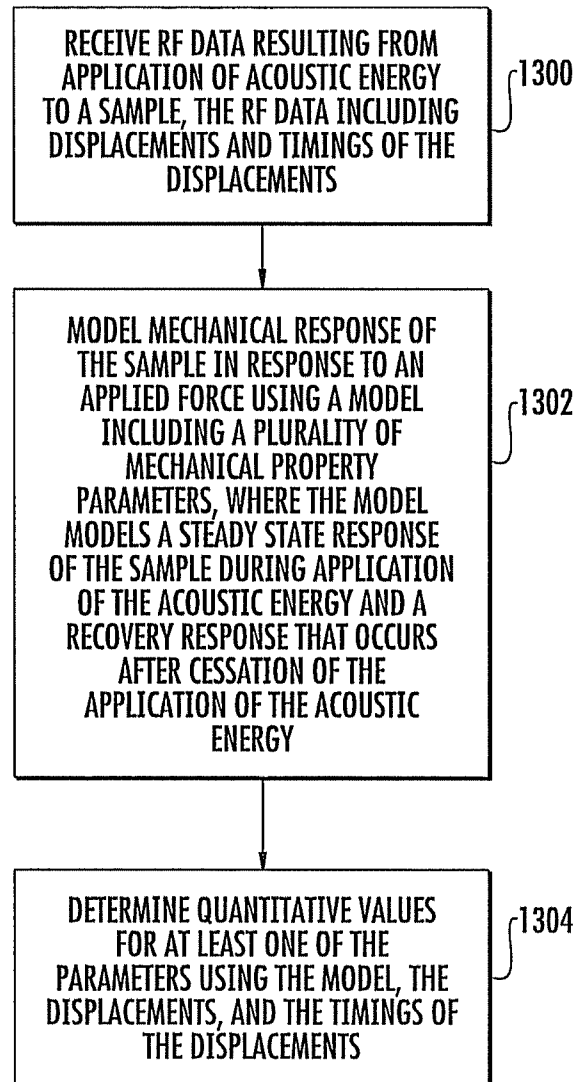 RECEIVE RF DATA RESULTING FROM
APPLICATION OF ACOUSTIC ENERGY
TO A SAMPLE, THE RF DATA INCLUDING
DISPLACEMENTS AND TIMINGS OF THE
DISPLACEMENTS
1300
MODEL MECHANICAL RESPONSE OF
THE SAMPLE IN RESPONSE TO AN
APPLIED FORCE USING A MODEL
INCLUDING A PLURALITY OF
MECHANICAL PROPERTY
PARAMETERS, WHERE THE MODEL
MODELS A STEADY STATE RESPONSE
OF THE SAMPLE DURING APPLICATION
OF THE ACOUSTIC ENERGY AND A
RECOVERY RESPONSE THAT OCCURS
AFTER CESSATION OF THE
APPLICATION OF THE ACOUSTIC
ENERGY
1302
DETERMINE QUANTITATIVE VALUES
FOR AT LEAST ONE OF THE
PARAMETERS USING THE MODEL, THE
DISPLACEMENTS, AND THE TIMINGS OF
THE DISPLACEMENTS
1304